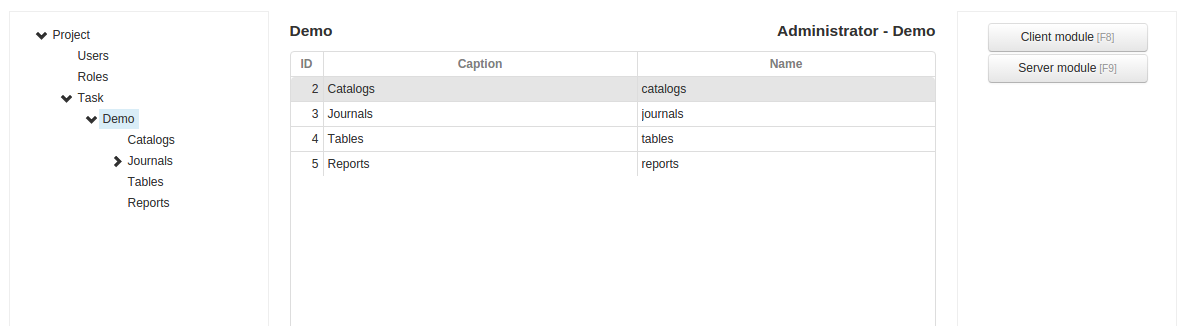 Project
Users
Roles
Task
Demo
Catalogs
Journals
Tables
Reports
Demo Administrator - Demo
ID Caption Name
2 Catalogs catalogs
3 Journals journals
4 Tables tables
5 Reports reports
Client module [F8]
Server module [F9]